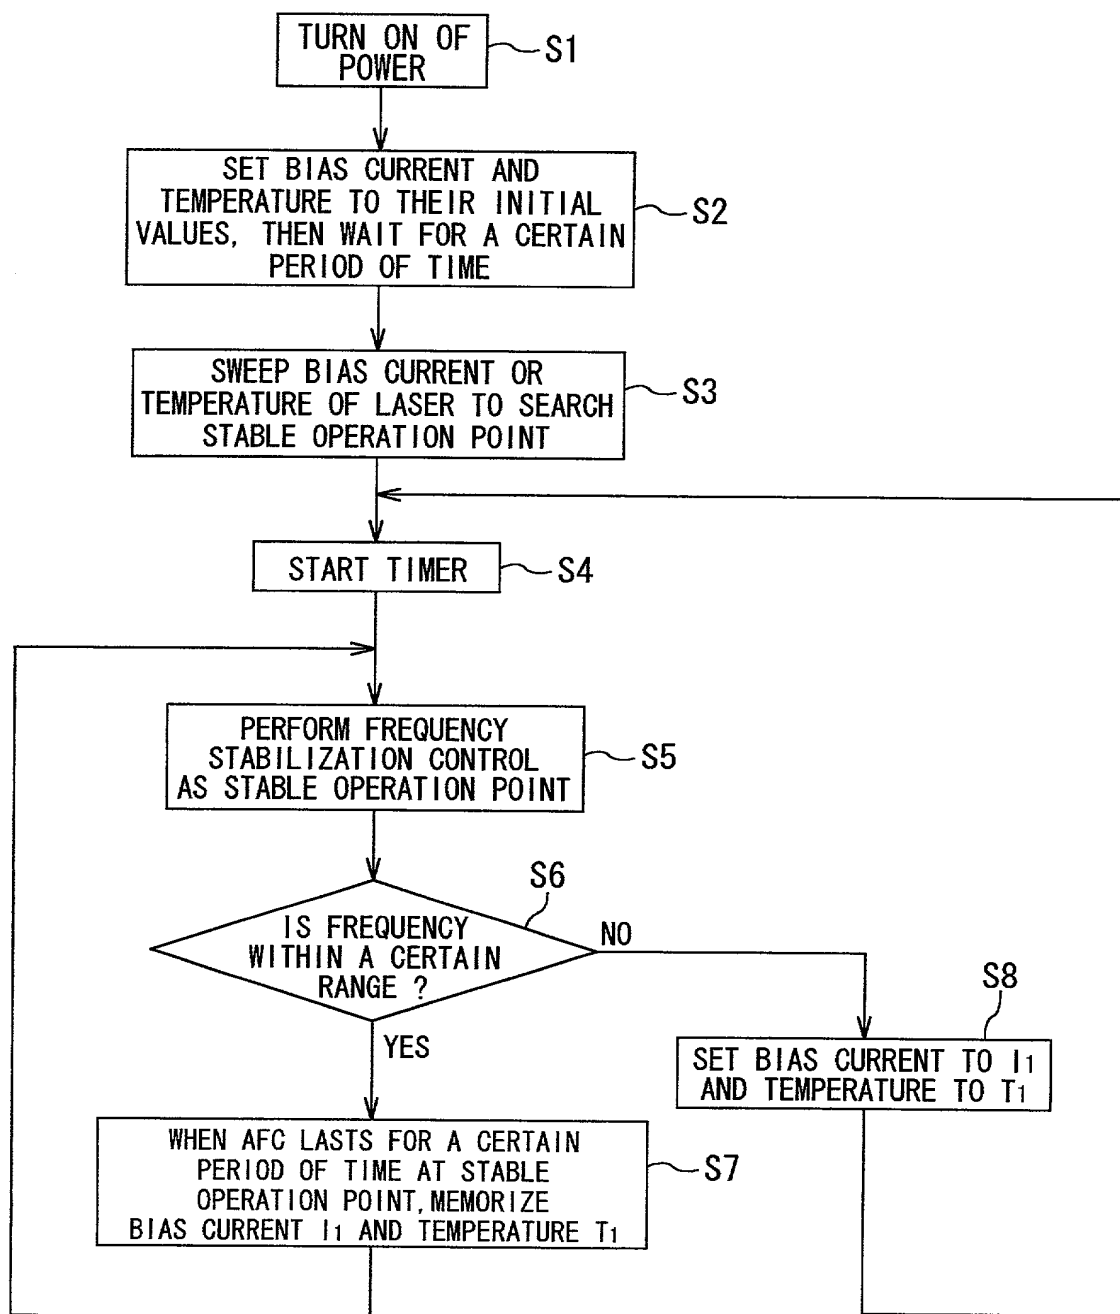 TURN ON OF
POWER
S1
SET BIAS CURRENT AND
TEMPERATURE TO THEIR INITIAL
VALUES, THEN WAIT FOR A CERTAIN
PERIOD OF TIME
S2
SWEEP BIAS CURRENT OR
TEMPERATURE OF LASER TO SEARCH
STABLE OPERATION POINT
S3
START TIMER
S4
PERFORM FREQUENCY
STABILIZATION CONTROL
AS STABLE OPERATION POINT
S5
S6
IS FREQUENCY
WITHIN A CERTAIN
RANGE ?
NO
YES
S8
SET BIAS CURRENT TO I1
AND TEMPERATURE TO T1
WHEN AFC LASTS FOR A CERTAIN
PERIOD OF TIME AT STABLE
OPERATION POINT, MEMORIZE
BIAS CURRENT I1 AND TEMPERATURE T1
S7